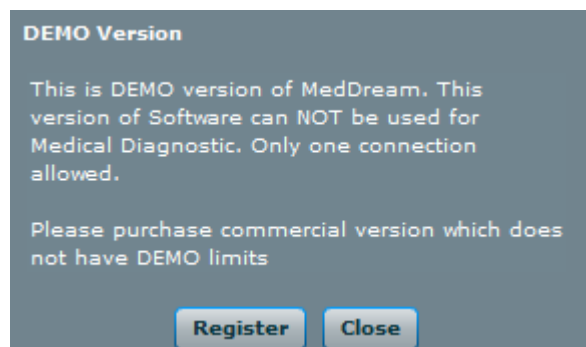 DEMO Version
This is DEMO version of MedDream. This
version of Software can NOT be used for
Medical Diagnostic. Only one connection
allowed.
Please purchase commercial version which does
not have DEMO limits
Register Close